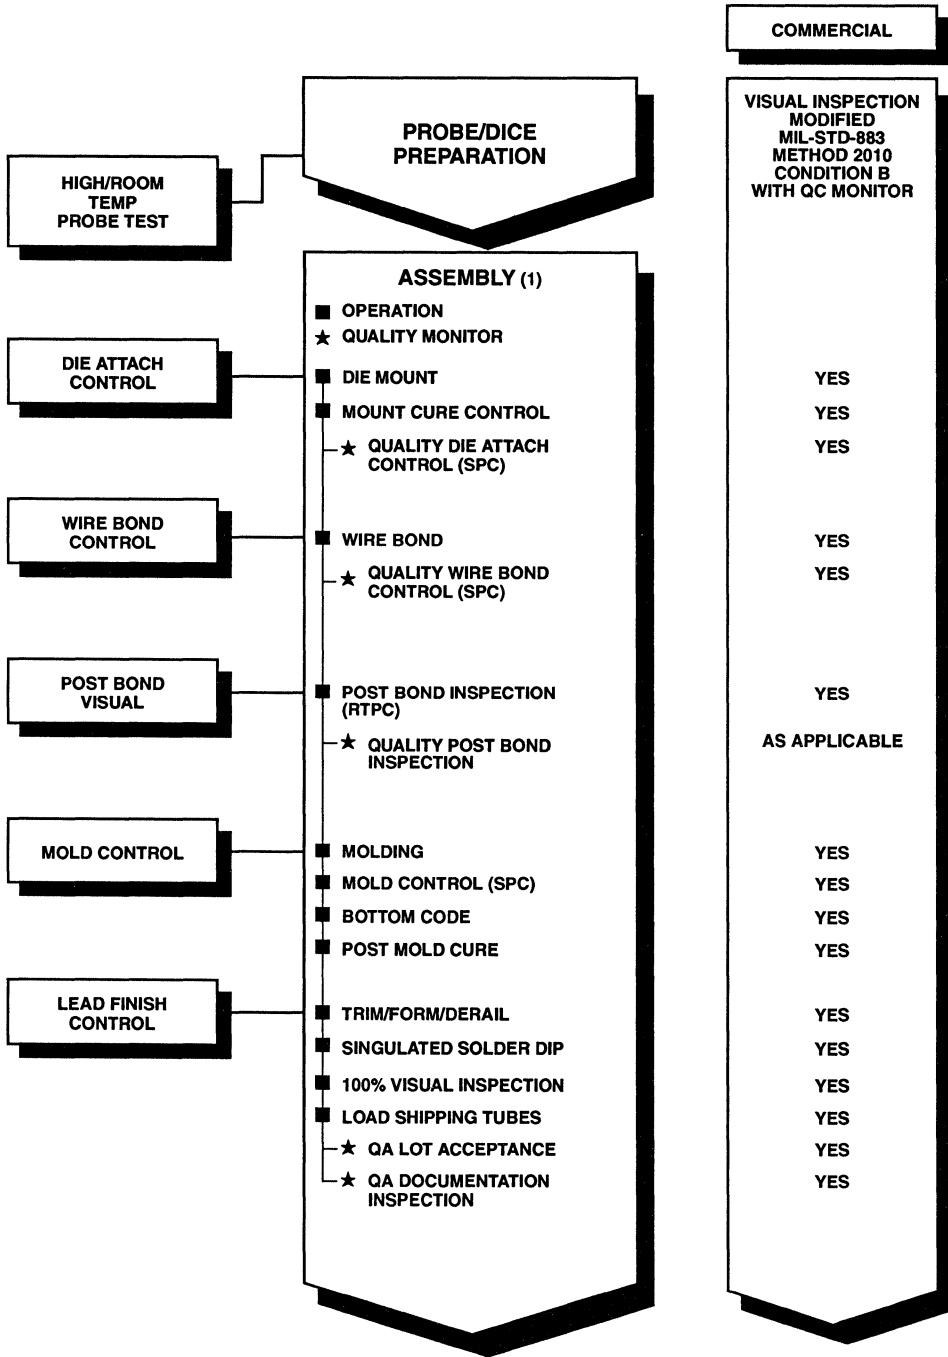 COMMERCIAL
PROBE/DICE
PREPARATION
VISUAL INSPECTION
MODIFIED
MIL-STD-883
METHOD 2010
CONDITION B
WITH QC MONITOR
HIGH/ROOM
TEMP
PROBE TEST
ASSEMBLY (1)
OPERATION
★ QUALITY MONITOR
DIE ATTACH
CONTROL
DIE MOUNT
YES
MOUNT CURE CONTROL
YES
★ QUALITY DIE ATTACH
CONTROL (SPC)
YES
WIRE BOND
CONTROL
WIRE BOND
YES
★ QUALITY WIRE BOND
CONTROL (SPC)
YES
POST BOND
VISUAL
POST BOND INSPECTION
(RTPC)
YES
★ QUALITY POST BOND
INSPECTION
AS APPLICABLE
MOLD CONTROL
MOLDING
YES
MOLD CONTROL (SPC)
YES
BOTTOM CODE
YES
POST MOLD CURE
YES
LEAD FINISH
CONTROL
TRIM/FORM/DERAIL
YES
SINGULATED SOLDER DIP
YES
100% VISUAL INSPECTION
YES
LOAD SHIPPING TUBES
YES
★ QA LOT ACCEPTANCE
YES
★ QA DOCUMENTATION
INSPECTION
YES